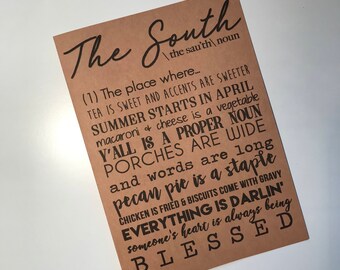 The South
\the sau'th\noun
(1) The place where...
TEA IS SWEET AND ACCENTS ARE SWEETER
SUMMER STARTS IN APRIL
macaroni & cheese is a vegetable
Y'ALL IS A PROPER NOUN
PORCHES ARE WIDE
and words are long
pecan pie is a staple
CHICKEN IS FRIED & BISCUITS COME WITH GRAVY
EVERYTHING IS DARLIN'
someone's heart is always being
BLESSED